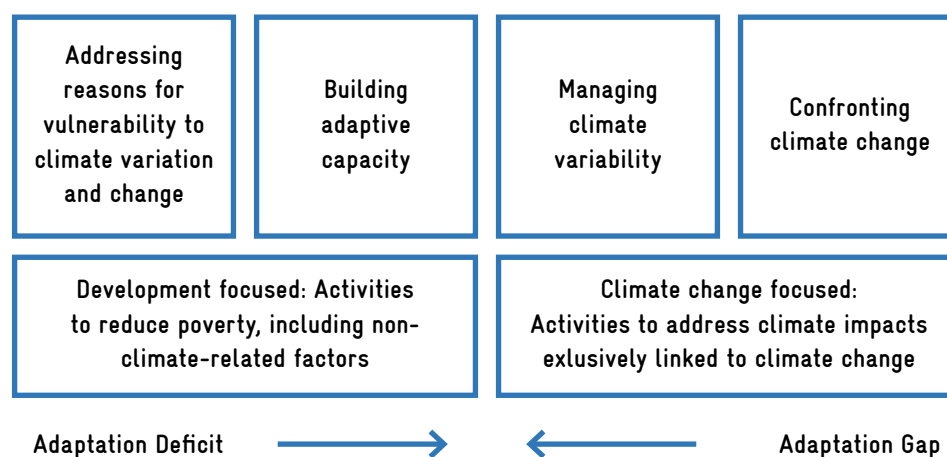 Addressing
reasons for
vulnerability to
climate variation
and change
Building
adaptive
capacity
Managing
climate
variability
Confronting
climate change
Development focused: Activities
to reduce poverty, including non-
climate-related factors
Climate change focused:
Activities to address climate impacts
exlusively linked to climate change
Adaptation Deficit
Adaptation Gap